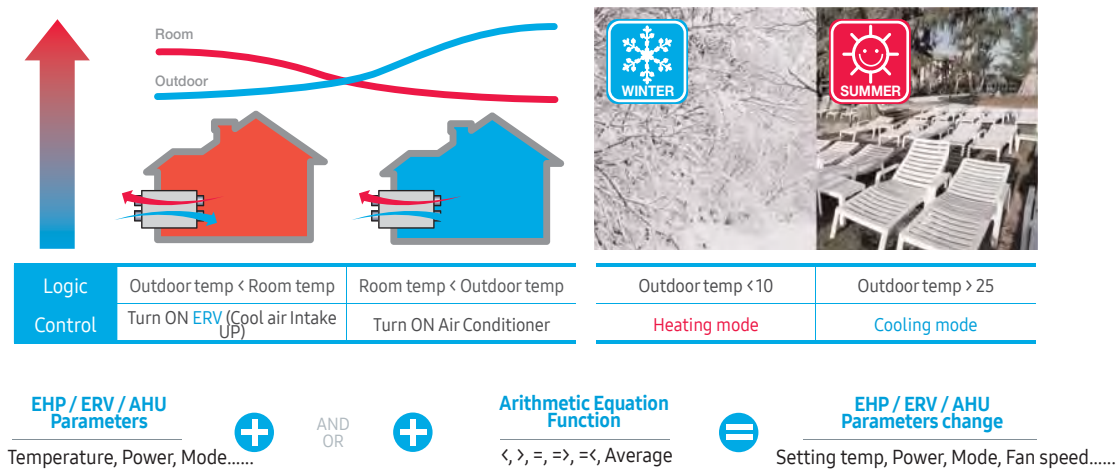 Room
Outdoor
WINTER
SUMMER
Logic
Outdoor temp < Room temp
Room temp < Outdoor temp
Outdoor temp <10
Outdoor temp > 25
Control
Turn ON ERV (Cool air Intake
UP)
Turn ON Air Conditioner
Heating mode
Cooling mode
EHP / ERV / AHU
Parameters
Temperature, Power, Mode......
AND
OR
Arithmetic Equation
Function
<, >, =, =>, =<, Average
EHP / ERV / AHU
Parameters change
Setting temp, Power, Mode, Fan speed......